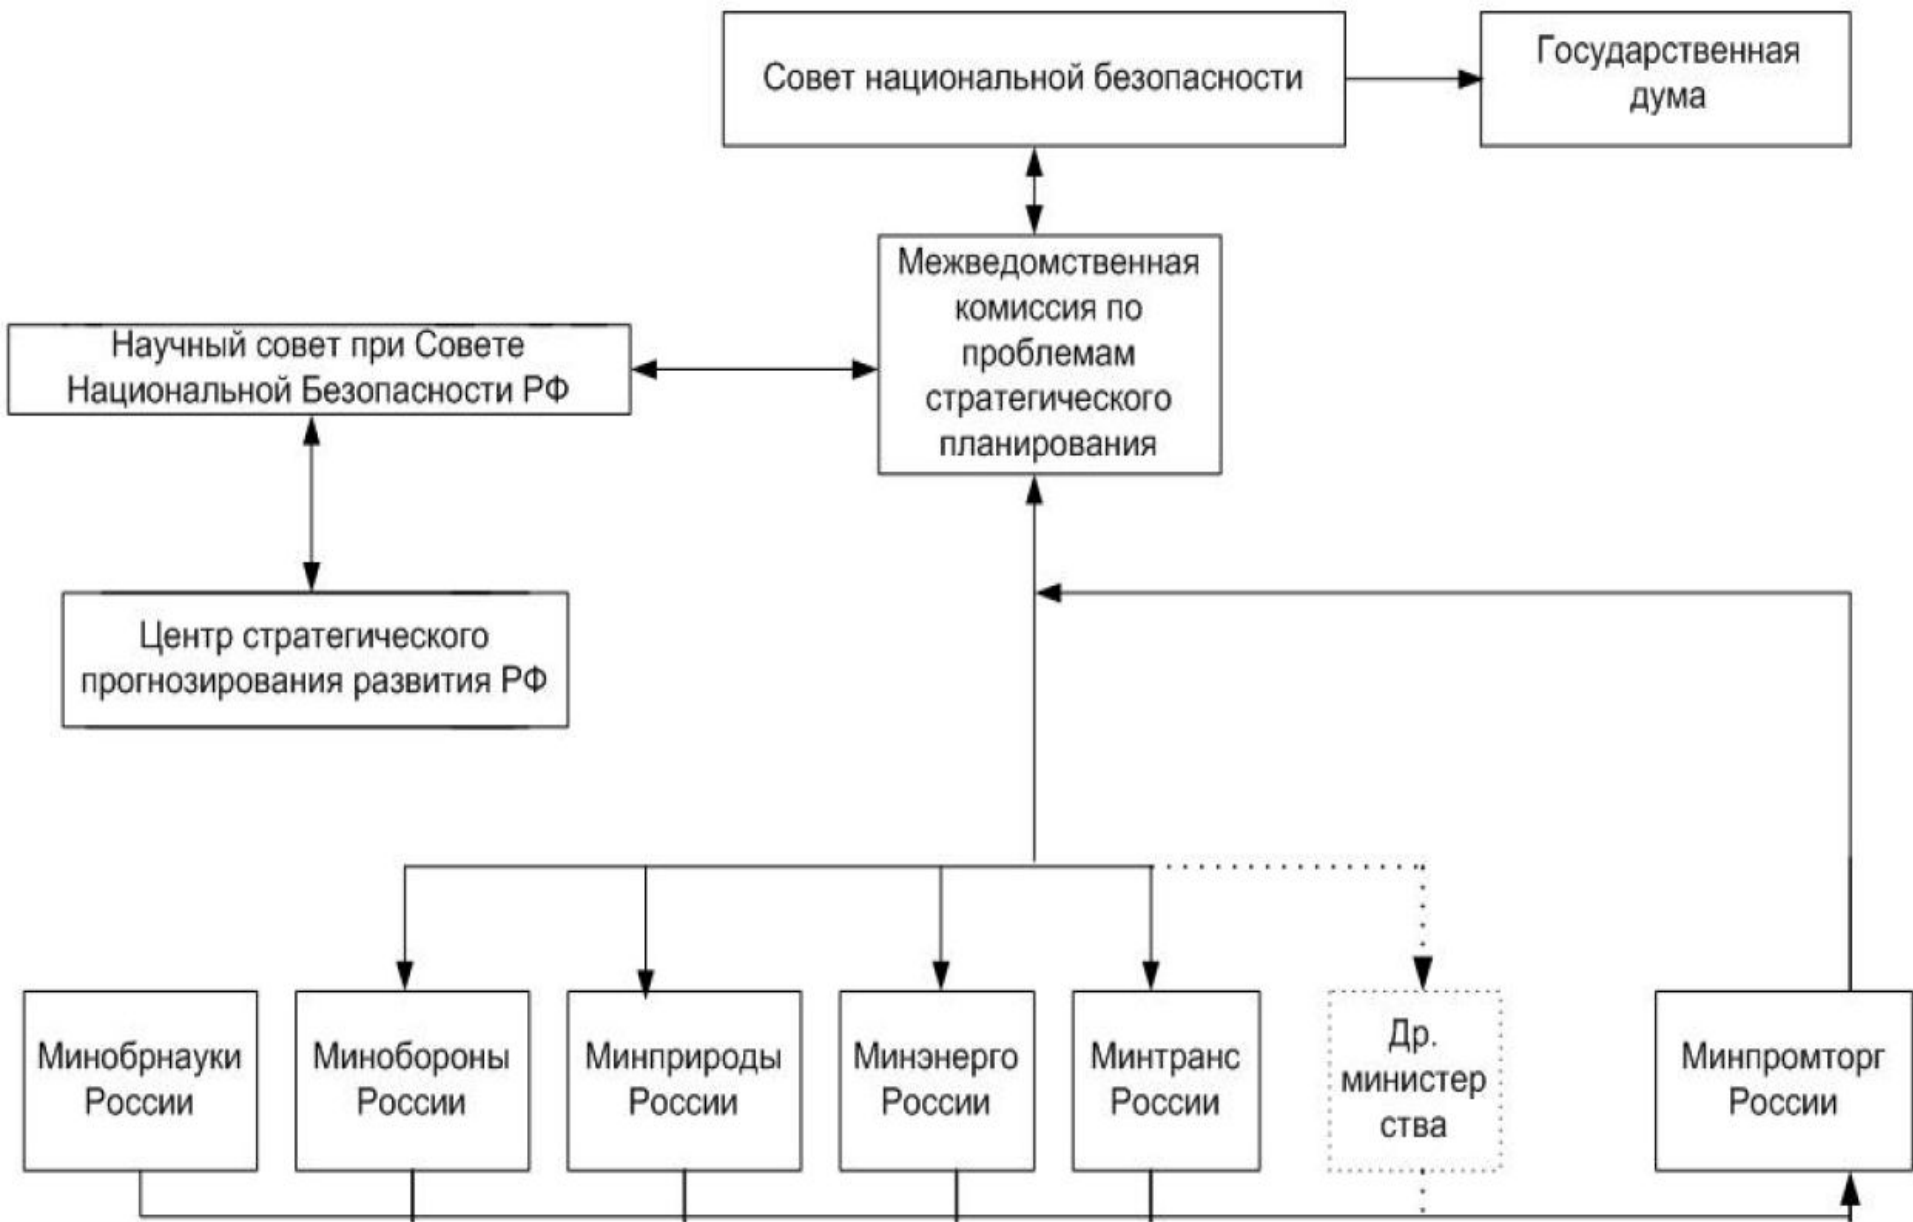 Совет национальной безопасности
Государственная
дума
Межведомственная
комиссия по
проблемам
стратегического
планирования
Научный совет при Совете
Национальной Безопасности РФ
Центр стратегического
прогнозирования развития РФ
Минобрнауки
России
Минобороны
России
Минприроды
России
Минэнерго
России
Минтранс
России
Др.
министер
ства
Минпромторг
России